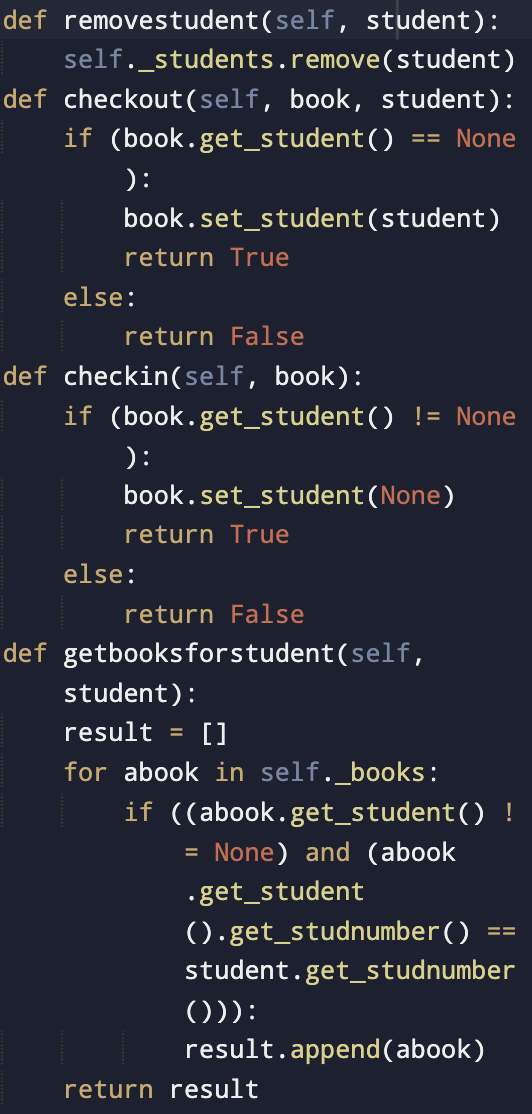 def removestudent(self, student):
    self._students.remove(student)
def checkout(self, book, student):
    if (book.get_student() == None
        ):
        book.set_student(student)
        return True
    else:
        return False
def checkin(self, book):
    if (book.get_student() != None
        ):
        book.set_student(None)
        return True
    else:
        return False
def getbooksforstudent(self,
    student):
    result = []
    for abook in self._books:
        if ((abook.get_student() !
            = None) and (abook
            .get_student
            ().get_studnumber() ==
            student.get_studnumber
            ())):
            result.append(abook)
    return result